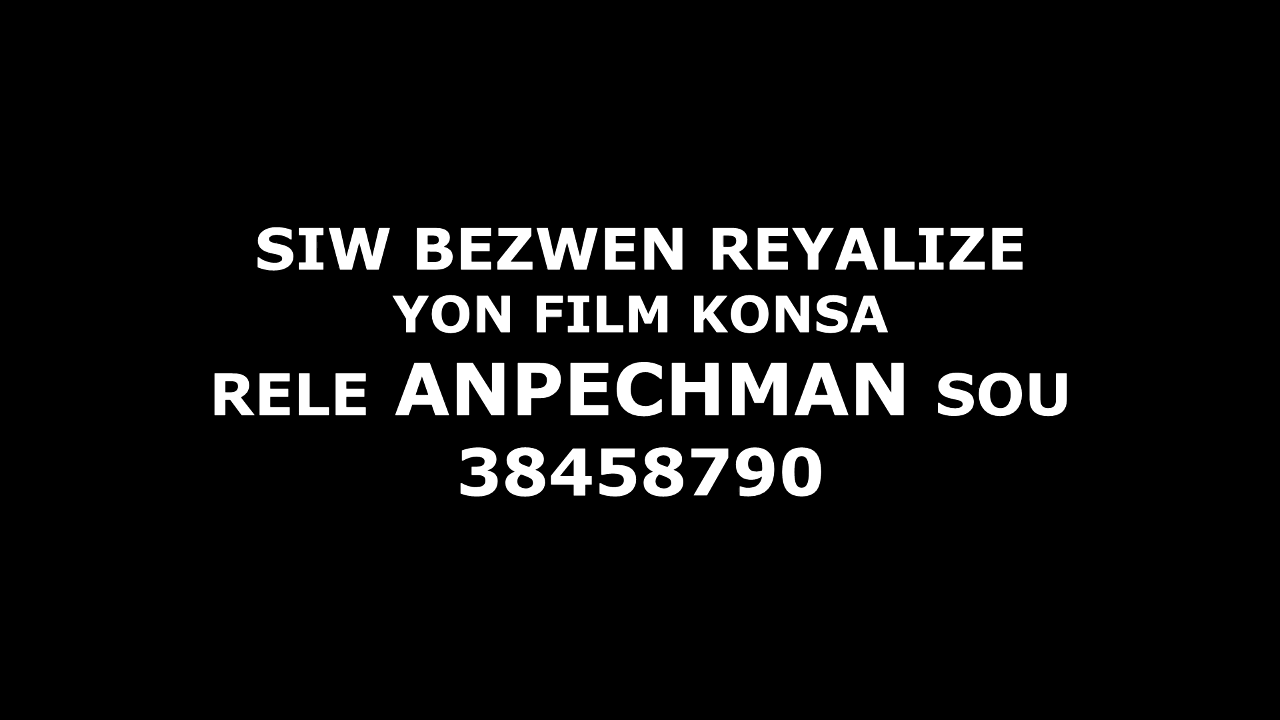 SIW BEZWEN REYALIZE
YON FILM KONSA
RELE ANPECHMAN SOU
38458790